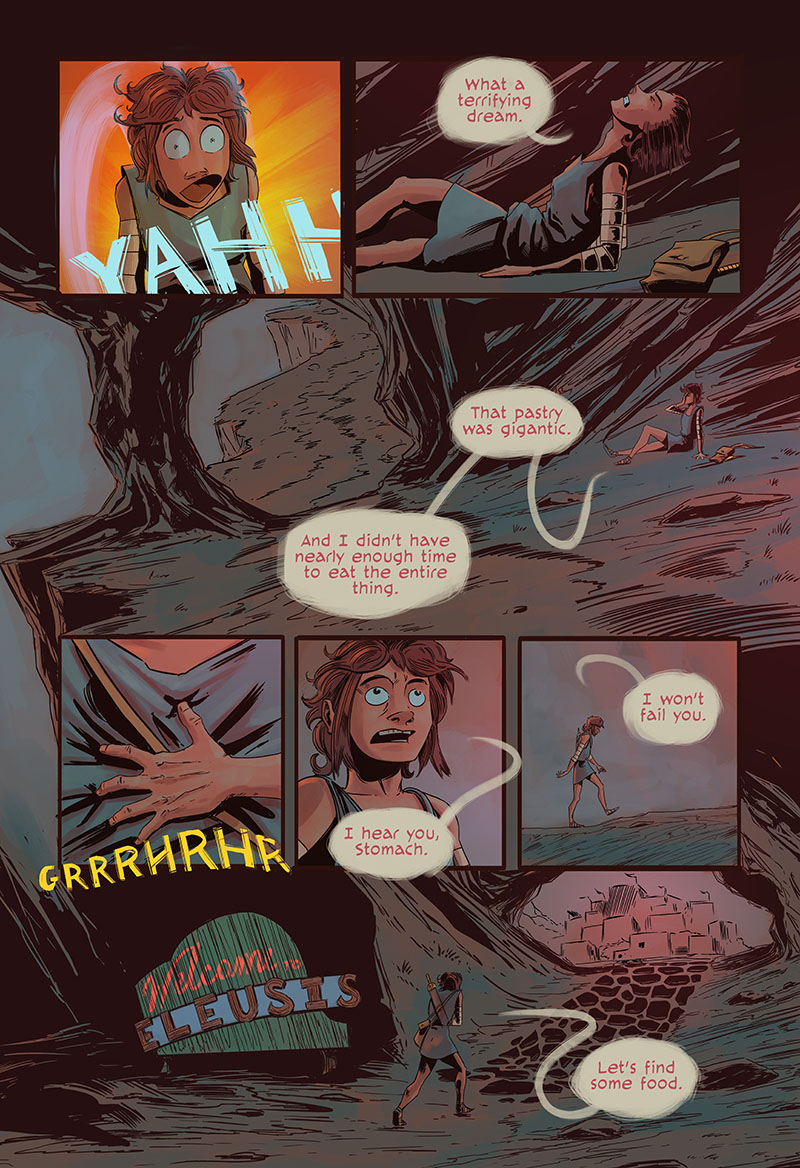 YAHH
What a
terrifying
dream.
That pastry
was gigantic.
And I didn't have
nearly enough time
to eat the entire
thing.
GRRRHRHR
I hear you,
Stomach.
I won't
fail you.
Welcome to
ELEUSIS
Let's find
some food.